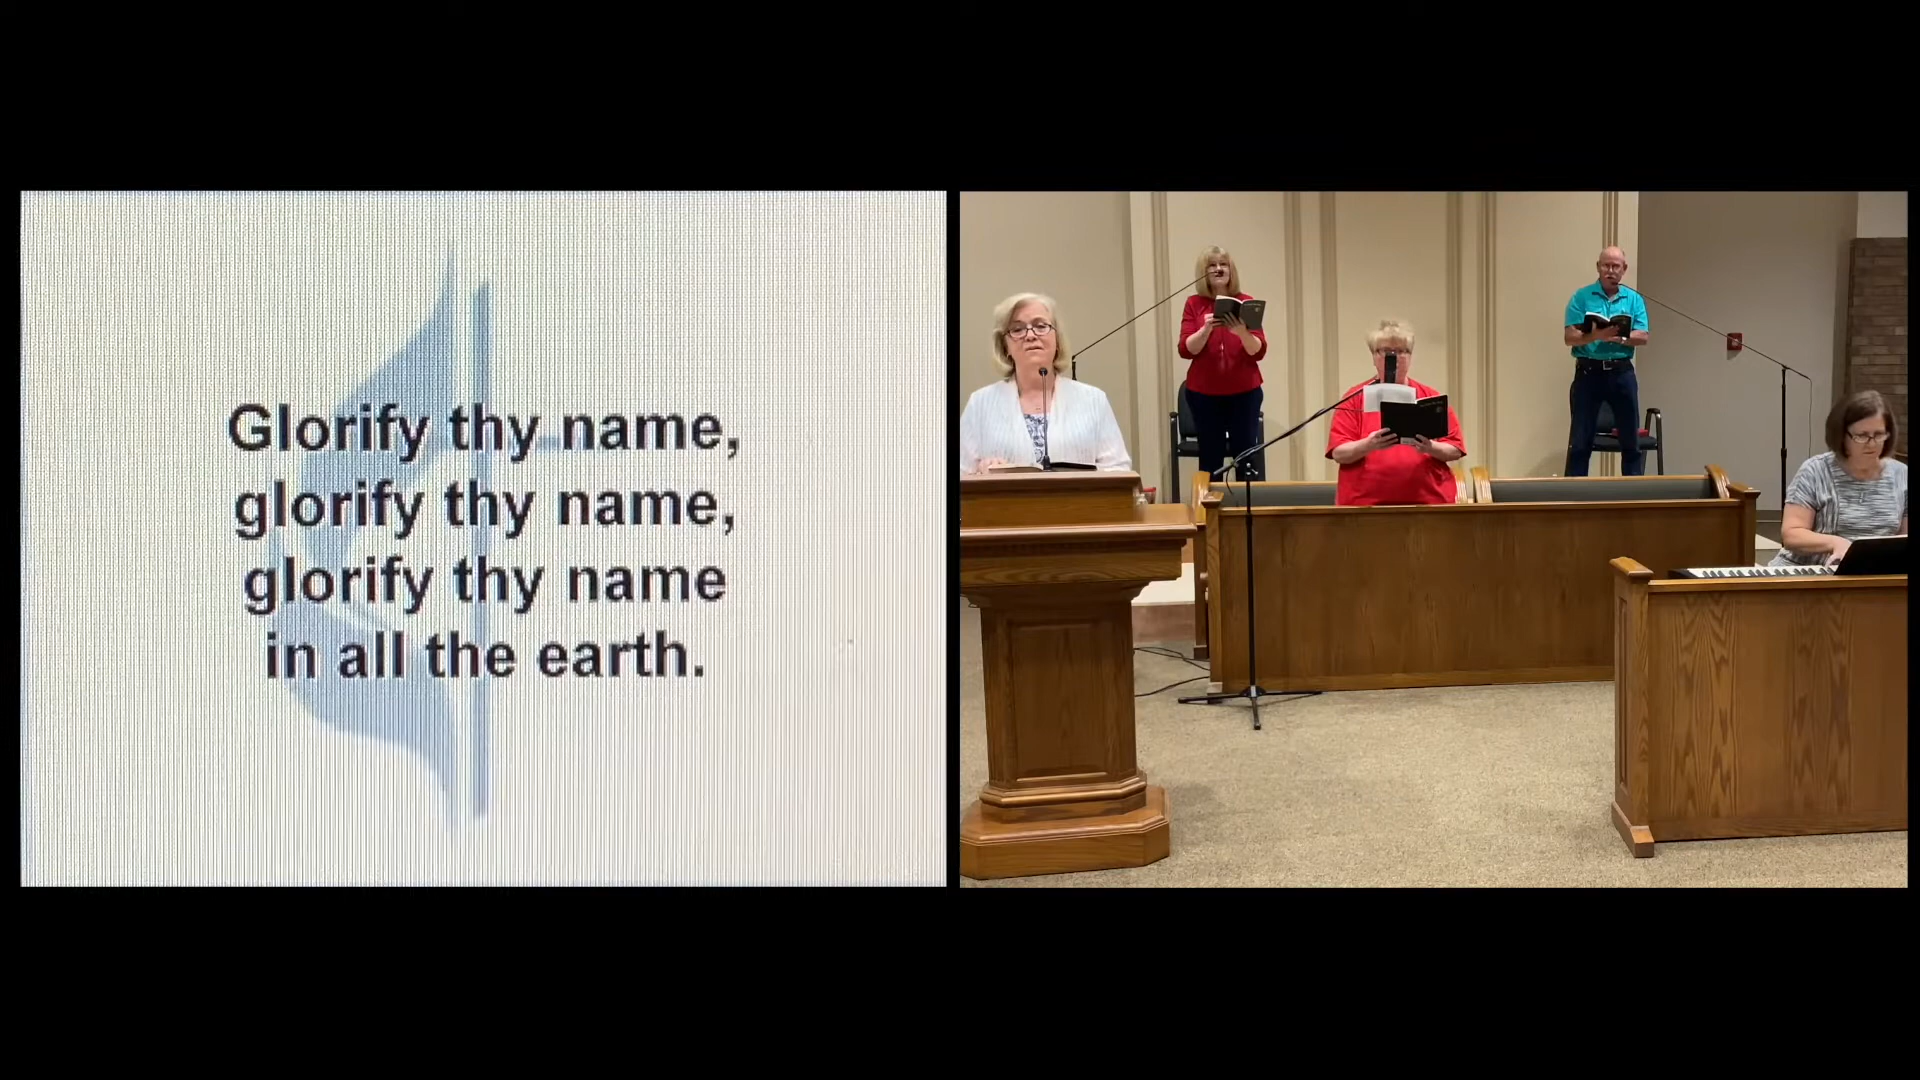 Glorify thy name,
glorify thy name,
glorify thy name
in all the earth.